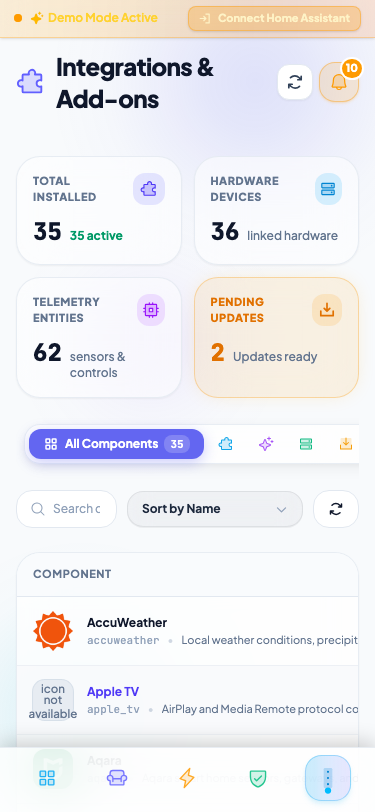 Demo Mode Active
Connect Home Assistant
Integrations &
Add-ons
10
TOTAL
INSTALLED
35 35 active
HARDWARE
DEVICES
36 linked hardware
TELEMETRY
ENTITIES
62 sensors &
controls
PENDING
UPDATES
2 Updates ready
All Components 35
Search c
Sort by Name
COMPONENT
AccuWeather
accuweather • Local weather conditions, precipit
icon
not
available
Apple TV
apple_tv • AirPlay and Media Remote protocol co
Aqara